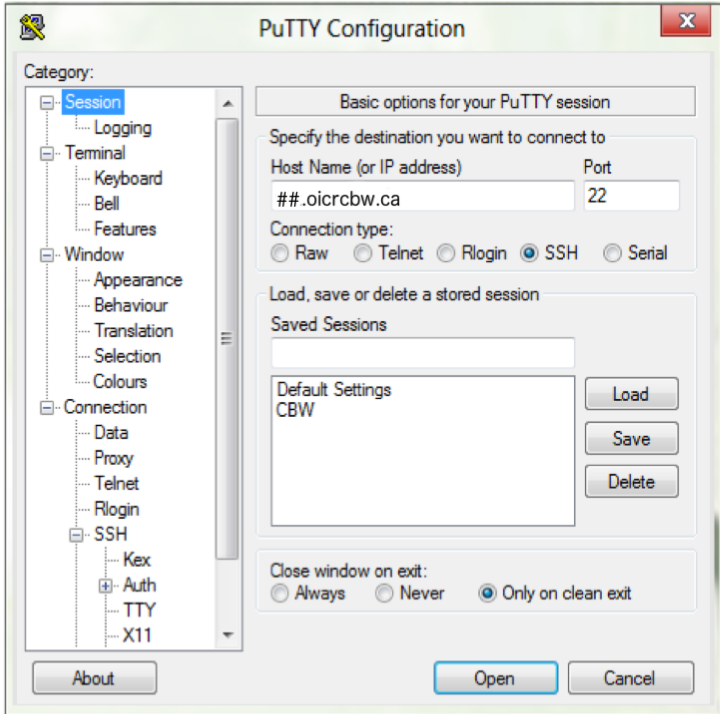 PuTTY Configuration
x
Category:
Session
Logging
Terminal
Keyboard
Bell
Features
Window
Appearance
Behaviour
Translation
Selection
Colours
Connection
Data
Proxy
Telnet
Rlogin
SSH
Kex
Auth
TTY
X11
Basic options for your PuTTY session
Specify the destination you want to connect to
Host Name (or IP address) Port
##.oicrcbw.ca 22
Connection type:
Raw Telnet Rlogin SSH Serial
Load, save or delete a stored session
Saved Sessions
Default Settings
CBW
Load
Save
Delete
Close window on exit:
Always Never Only on clean exit
About Open Cancel